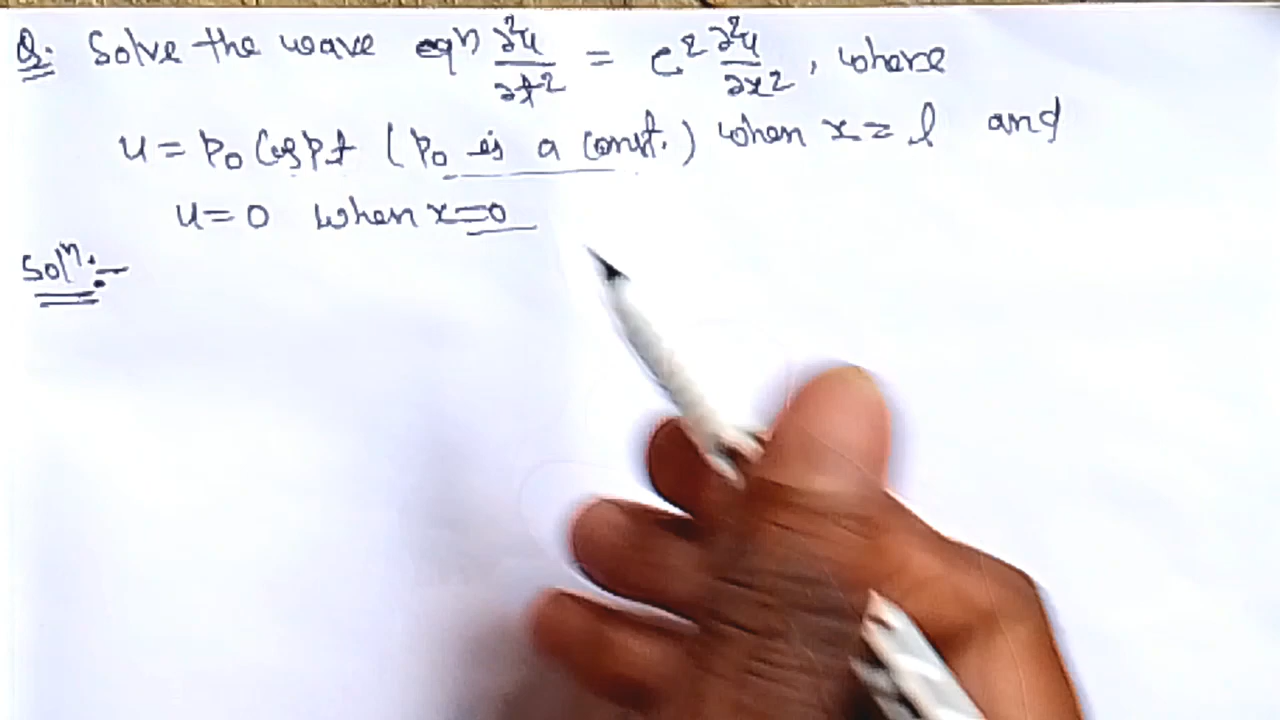 Q. Solve the wave eqn ∂²u/∂t² = c² ∂²u/∂x², where
u = p₀ Cos pt (p₀ is a const.) when x = l and
u = 0 when x = 0
Soln:-